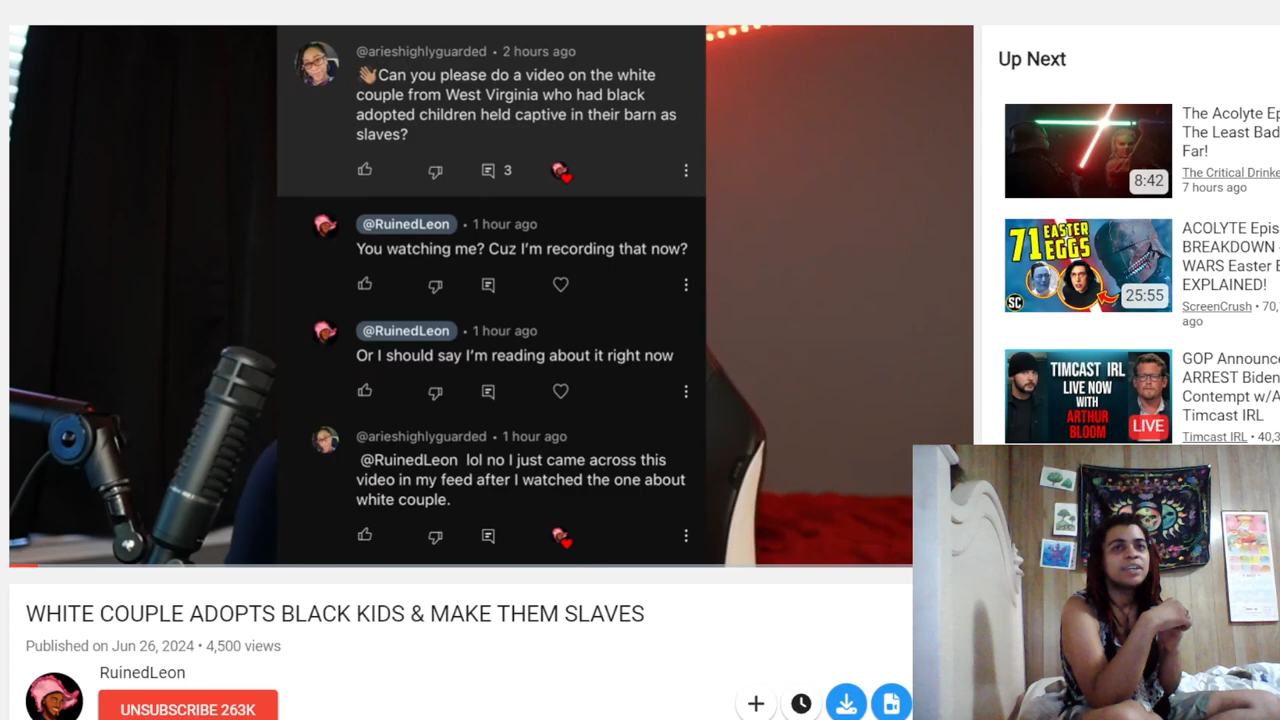 @arieshighlyguarded • 2 hours ago
👋🏽Can you please do a video on the white
couple from West Virginia who had black
adopted children held captive in their barn as
slaves?
3
@RuinedLeon • 1 hour ago
You watching me? Cuz I'm recording that now?
@RuinedLeon • 1 hour ago
Or I should say I'm reading about it right now
@arieshighlyguarded • 1 hour ago
@RuinedLeon lol no I just came across this
video in my feed after I watched the one about
white couple.
WHITE COUPLE ADOPTS BLACK KIDS & MAKE THEM SLAVES
Published on Jun 26, 2024 • 4,500 views
RuinedLeon
UNSUBSCRIBE 263K
Up Next
8:42
The Acolyte Ep
The Least Bad
Far!
The Critical Drinke
7 hours ago
71 EASTER
EGGS
SC
25:55
ACOLYTE Epis
BREAKDOWN
WARS Easter E
EXPLAINED!
ScreenCrush • 70,
ago
TIMCAST IRL
LIVE NOW
WITH
ARTHUR
BLOOM
LIVE
GOP Announce
ARREST Biden
Contempt w/A
Timcast IRL
Timcast IRL • 40,3